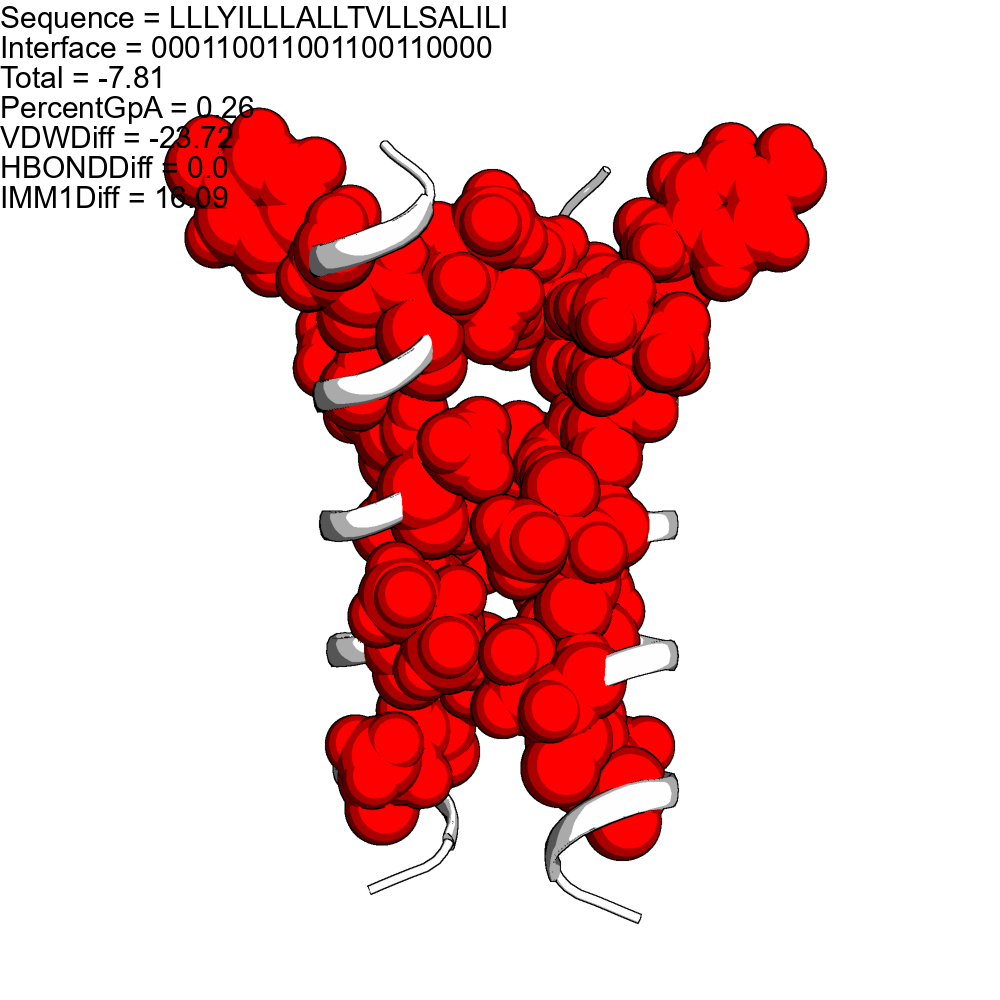 Sequence = LLLYILLLALLTVLLSALILI
Interface = 000110011001100110000
Total = -7.81
PercentGpA = 0.26
VDWDiff = -23.72
HBONDDiff = 0.0
IMM1Diff = 16.09